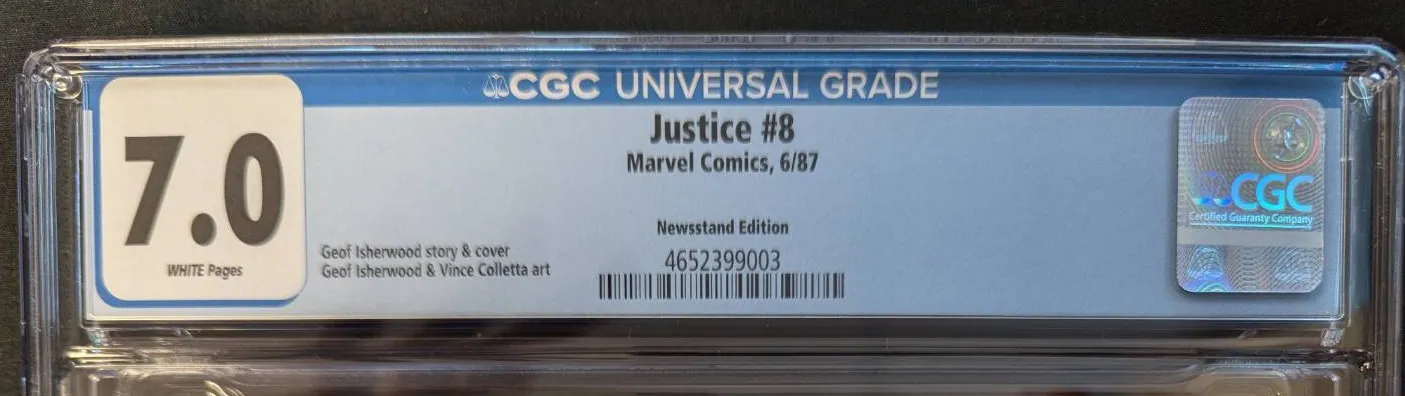 CGC UNIVERSAL GRADE
7.0
WHITE Pages
Justice #8
Marvel Comics, 6/87
Newsstand Edition
Geof Isherwood story & cover
Geof Isherwood & Vince Colletta art
4652399003
CGC
Certified Guaranty Company